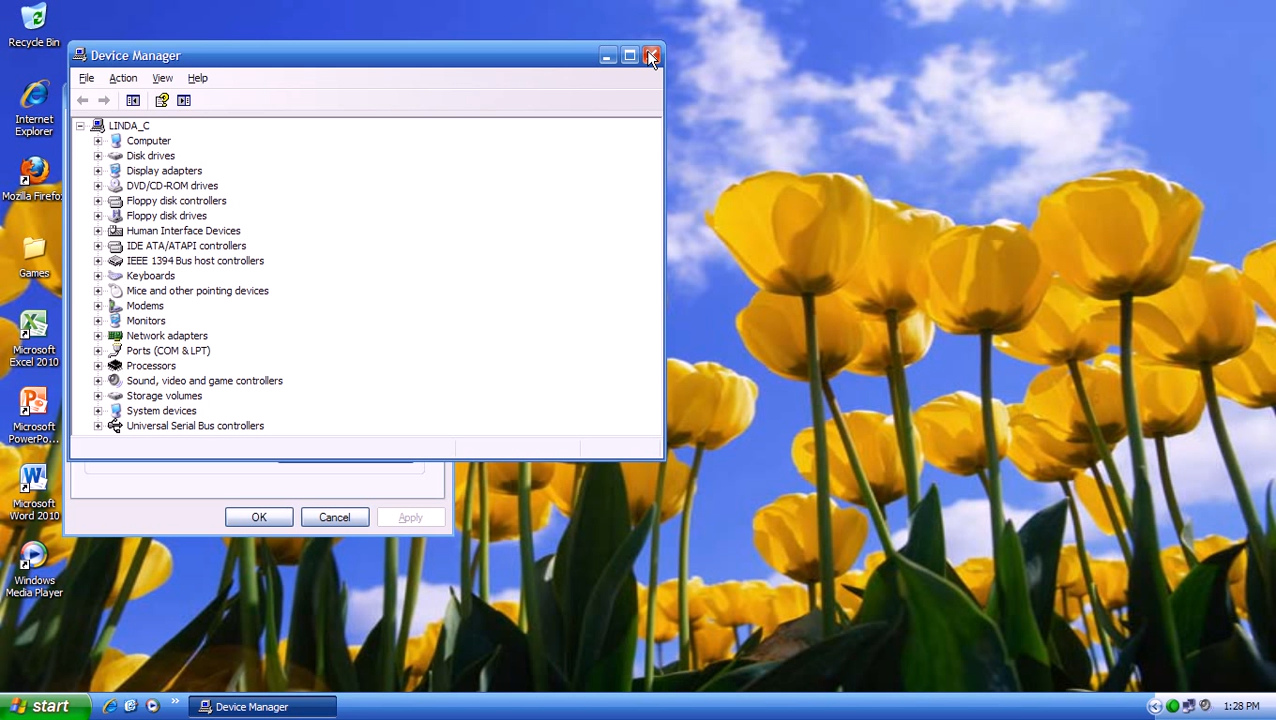 Recycle Bin
Internet
Explorer
Mozilla Firefox
Games
Microsoft
Excel 2010
Microsoft
PowerPo...
Microsoft
Word 2010
Windows
Media Player
Device Manager
File Action View Help
LINDA_C
Computer
Disk drives
Display adapters
DVD/CD-ROM drives
Floppy disk controllers
Floppy disk drives
Human Interface Devices
IDE ATA/ATAPI controllers
IEEE 1394 Bus host controllers
Keyboards
Mice and other pointing devices
Modems
Monitors
Network adapters
Ports (COM & LPT)
Processors
Sound, video and game controllers
Storage volumes
System devices
Universal Serial Bus controllers
OK Cancel Apply
start Device Manager 1:28 PM